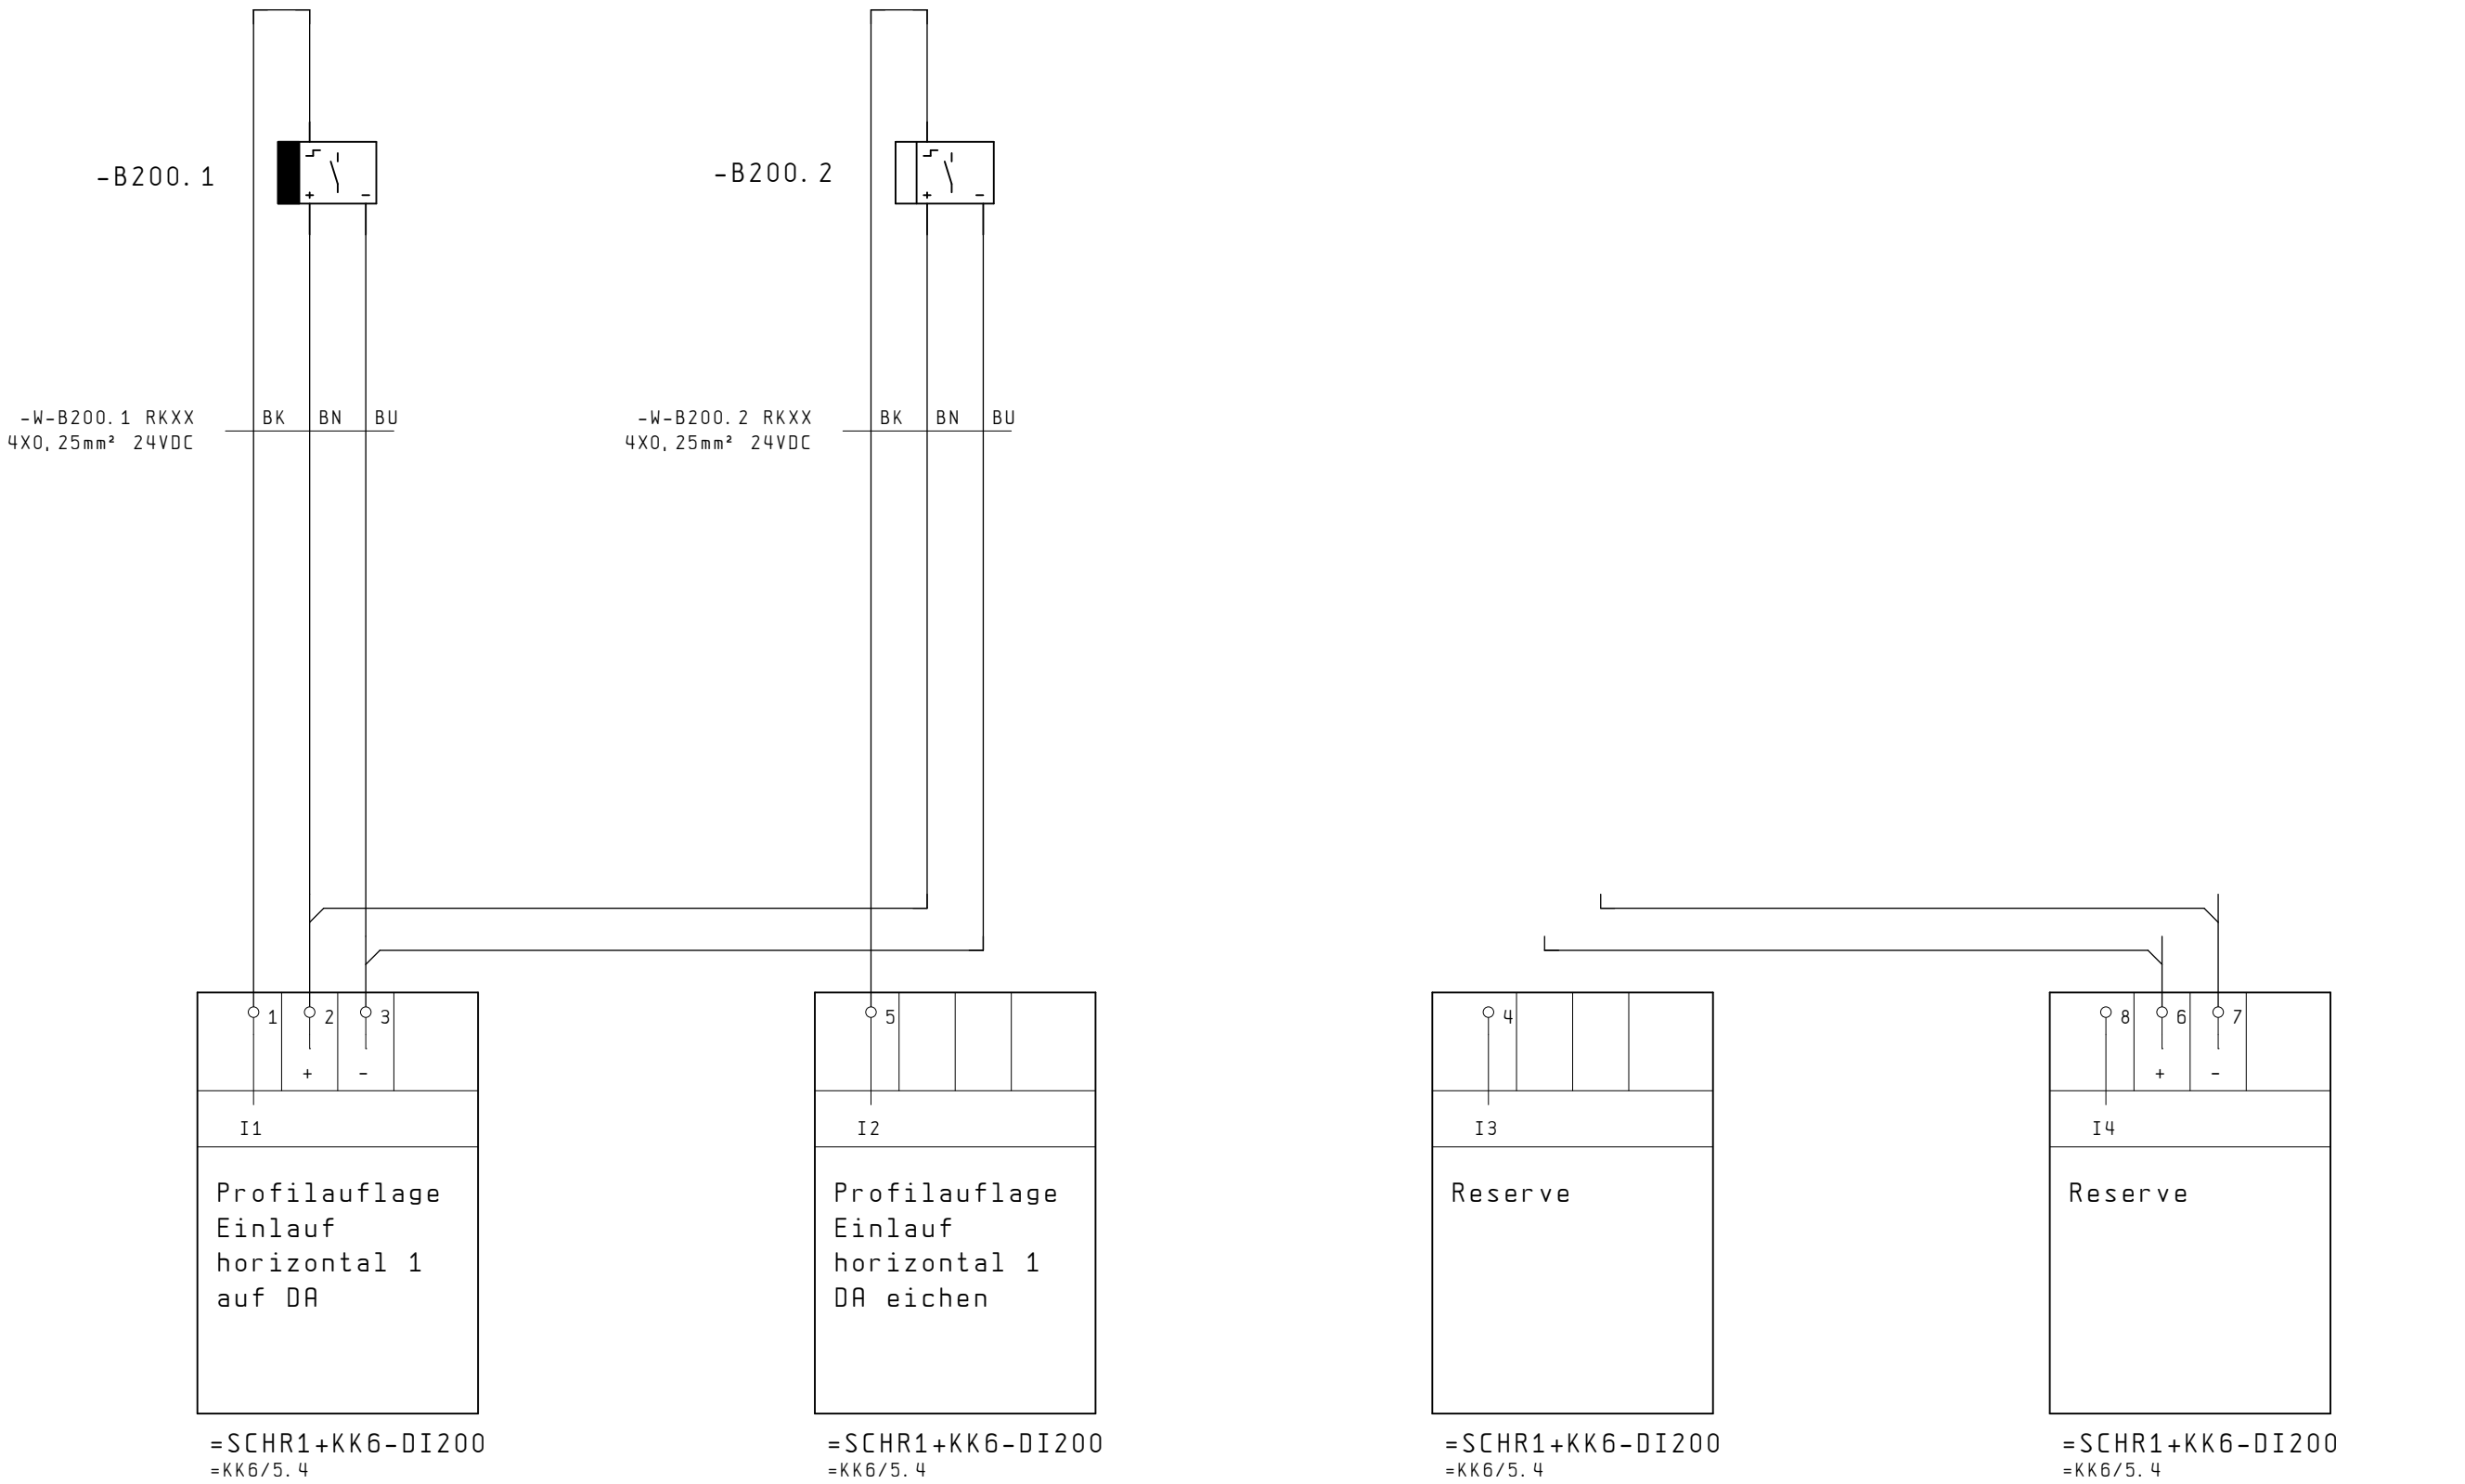 -B200.1
-B200.2
-W-B200.1 RKXX
4X0,25mm² 24VDC
BK BN BU
-W-B200.2 RKXX
4X0,25mm² 24VDC
BK BN BU
1 2 3
+ -
I1
Profilauflage
Einlauf
horizontal 1
auf DA
=SCHR1+KK6-DI200
=KK6/5.4
5
I2
Profilauflage
Einlauf
horizontal 1
DA eichen
=SCHR1+KK6-DI200
=KK6/5.4
4
I3
Reserve
=SCHR1+KK6-DI200
=KK6/5.4
8 6 7
+ -
I4
Reserve
=SCHR1+KK6-DI200
=KK6/5.4